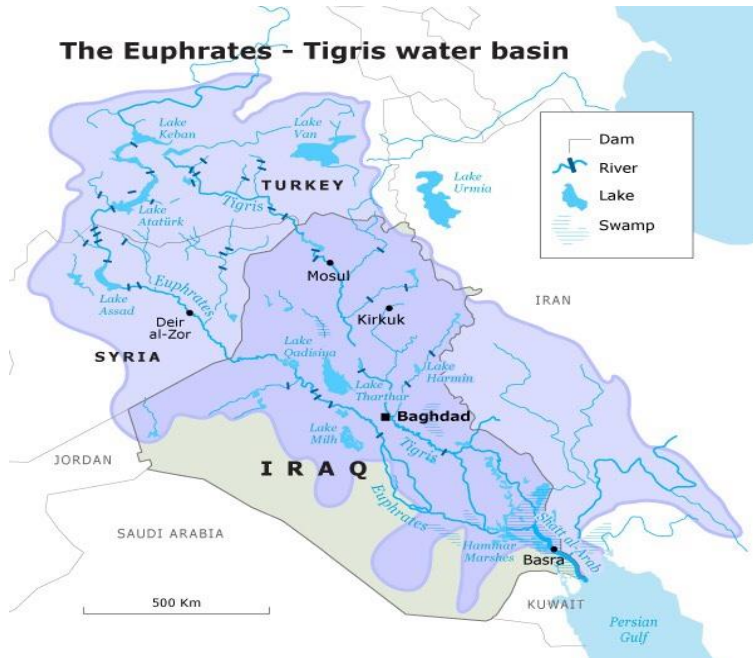 The Euphrates – Tigris water basin
Lake
Keban
Lake
Van
Dam
River
Lake
Swamp
Lake
Urmia
TURKEY
Tigris
Lake
Atatürk
Mosul
Euphrates
Lake
Assad
Kirkuk
IRAN
Deir
al-Zor
SYRIA
Lake
Qadisiya
Lake
Tharthar
Lake
Harmin
Baghdad
Lake
Milh
Tigris
JORDAN
IRAQ
Euphrates
SAUDI ARABIA
Shatt al-Arab
Hammar
Marshes
Basra
500 Km
KUWAIT
Persian
Gulf